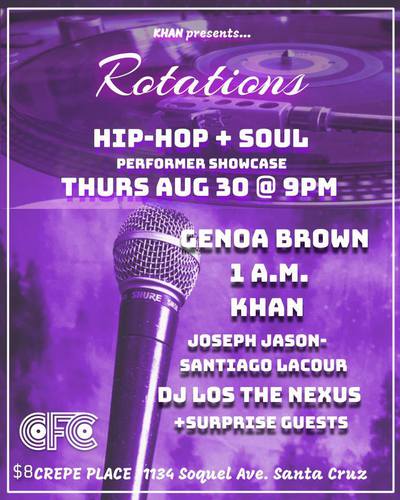 KHAN presents...
Rotations
HIP-HOP + SOUL
PERFORMER SHOWCASE
THURS AUG 30 @ 9PM
GENOA BROWN
1 A.M.
KHAN
JOSEPH JASON-
SANTIAGO LACOUR
DJ LOS THE NEXUS
+SURPRISE GUESTS
SHURE
CFC
$8 CREPE PLACE 1134 Soquel Ave. Santa Cruz